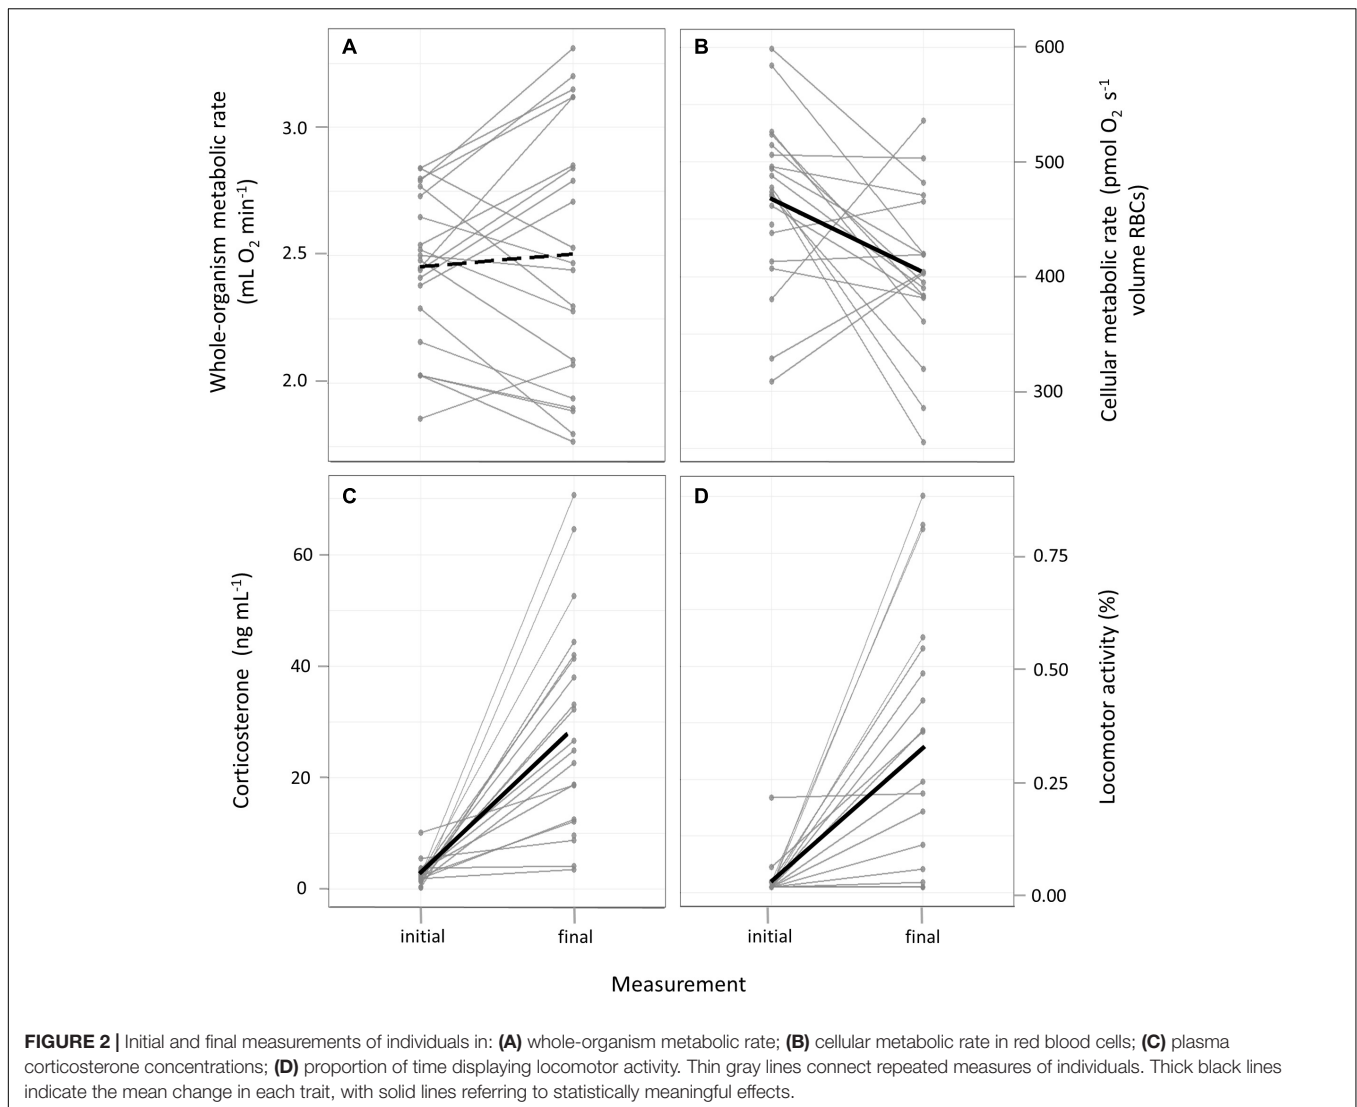 A
B
Whole-organism metabolic rate
(mL O2 min-1)
3.0
2.5
2.0
600
500
400
300
Cellular metabolic rate (pmol O2 s-1
volume RBCs)
C
D
Corticosterone (ng mL-1)
60
40
20
0
0.75
0.50
0.25
0.00
Locomotor activity (%)
initial
final
initial
final
Measurement
FIGURE 2 | Initial and final measurements of individuals in: (A) whole-organism metabolic rate; (B) cellular metabolic rate in red blood cells; (C) plasma
corticosterone concentrations; (D) proportion of time displaying locomotor activity. Thin gray lines connect repeated measures of individuals. Thick black lines
indicate the mean change in each trait, with solid lines referring to statistically meaningful effects.